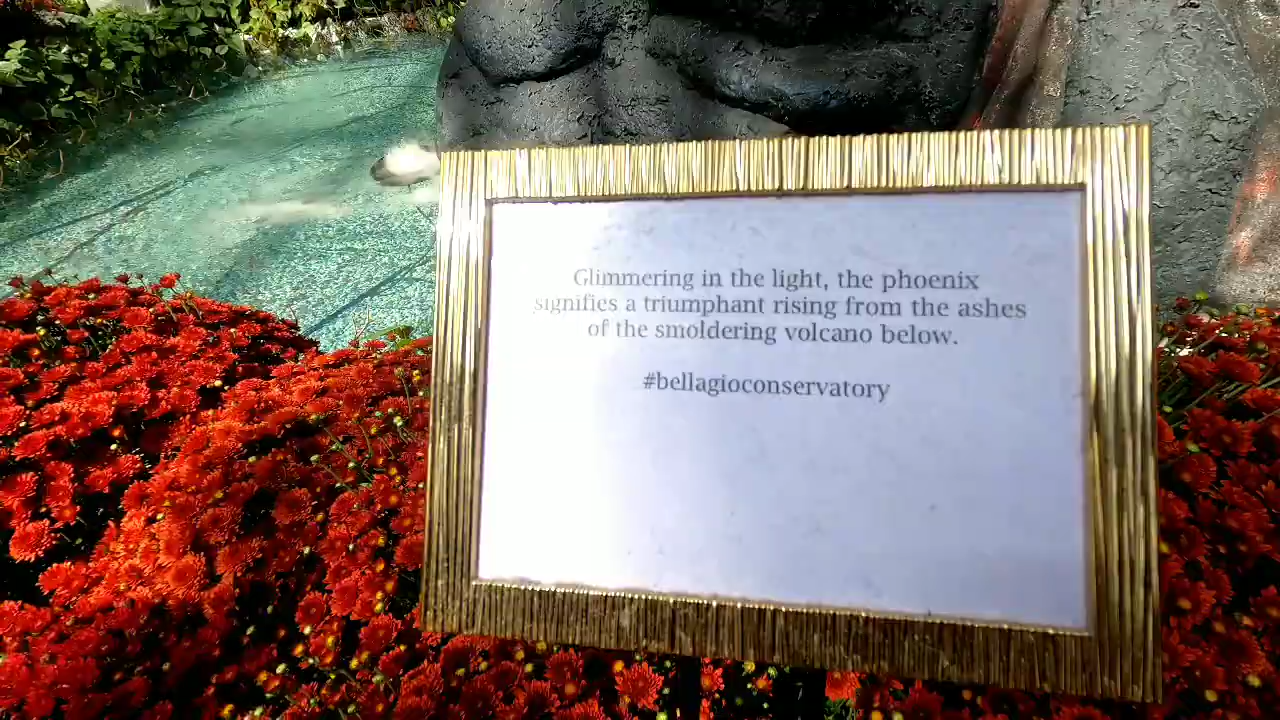 Glimmering in the light, the phoenix
signifies a triumphant rising from the ashes
of the smoldering volcano below.
#bellagioconservatory